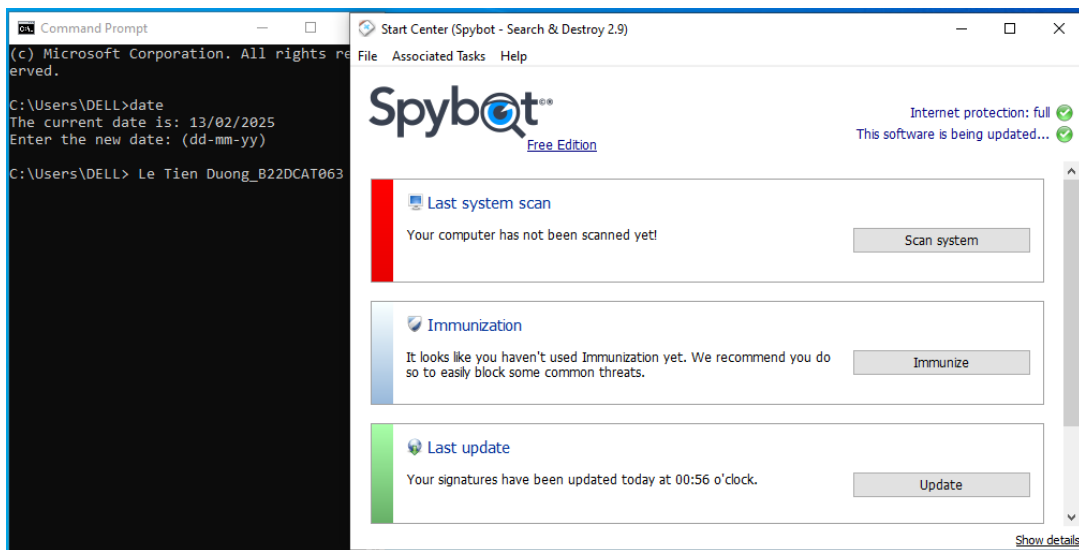 Command Prompt
(c) Microsoft Corporation. All rights re
erved.
C:\Users\DELL>date
The current date is: 13/02/2025
Enter the new date: (dd-mm-yy)
C:\Users\DELL> Le Tien Duong_B22DCAT063
Start Center (Spybot - Search & Destroy 2.9)
File Associated Tasks Help
Spybot ©®
Free Edition
Internet protection: full
This software is being updated...
Last system scan
Your computer has not been scanned yet!
Scan system
Immunization
It looks like you haven't used Immunization yet. We recommend you do
so to easily block some common threats.
Immunize
Last update
Your signatures have been updated today at 00:56 o'clock.
Update
Show details